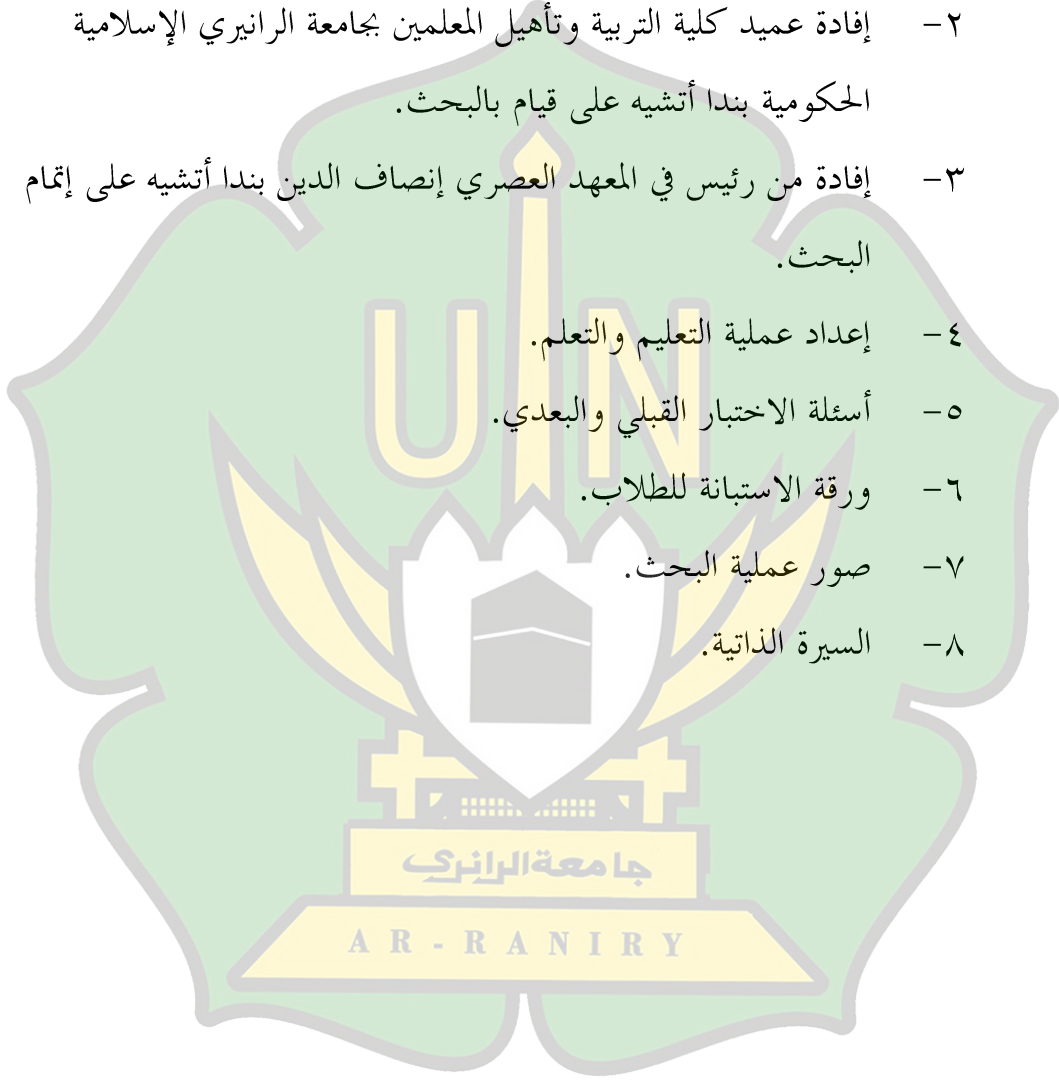 ٢- إفادة عميد كلية التربية وتأهيل المعلمين بجامعة الرانيري الإسلامية
الحكومية بندا أتشيه على قيام بالبحث.
٣- إفادة من رئيس في المعهد العصري إنصاف الدين بندا أتشيه على إتمام
البحث.
٤- إعداد عملية التعليم والتعلم.
٥- أسئلة الاختبار القبلي والبعدي.
٦- ورقة الاستبانة للطلاب.
٧- صور عملية البحث.
٨- السيرة الذاتية.
UIN
جامعةالرانري
AR-RANIRY